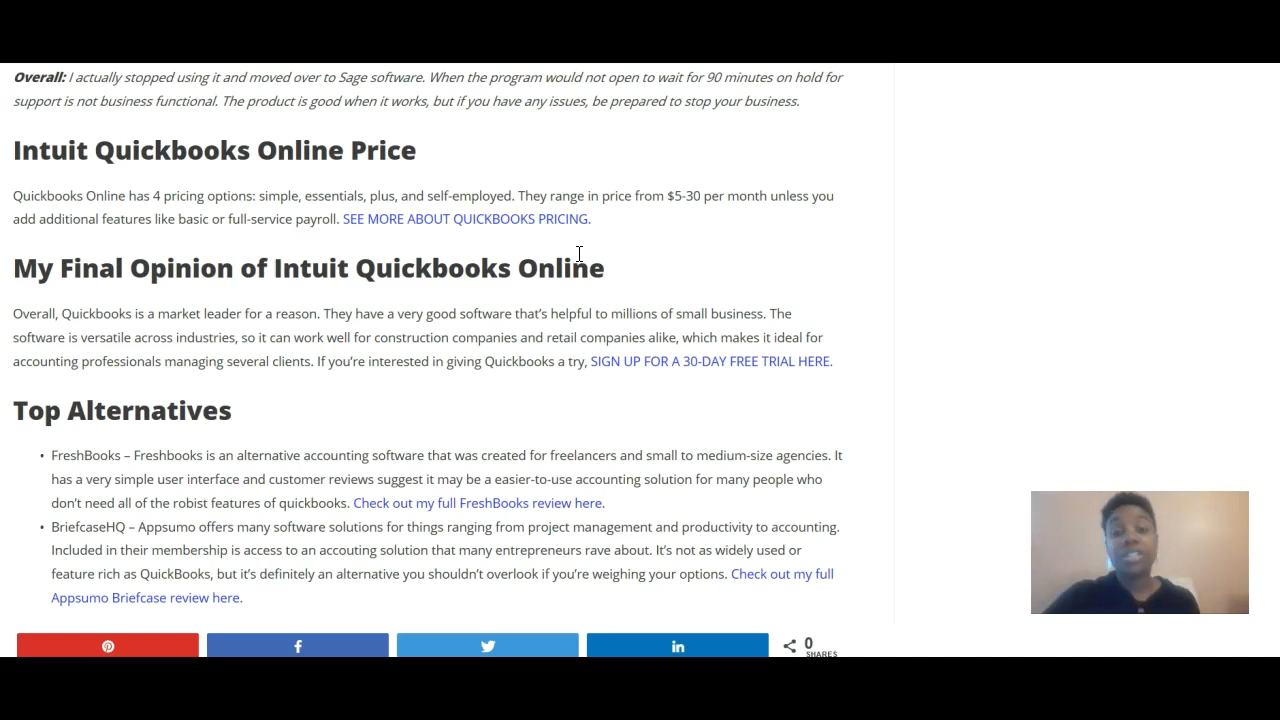 Overall: I actually stopped using it and moved over to Sage software. When the program would not open to wait for 90 minutes on hold for
support is not business functional. The product is good when it works, but if you have any issues, be prepared to stop your business.
Intuit Quickbooks Online Price
Quickbooks Online has 4 pricing options: simple, essentials, plus, and self-employed. They range in price from $5-30 per month unless you
add additional features like basic or full-service payroll. SEE MORE ABOUT QUICKBOOKS PRICING.
My Final Opinion of Intuit Quickbooks Online
Overall, Quickbooks is a market leader for a reason. They have a very good software that's helpful to millions of small business. The
software is versatile across industries, so it can work well for construction companies and retail companies alike, which makes it ideal for
accounting professionals managing several clients. If you're interested in giving Quickbooks a try, SIGN UP FOR A 30-DAY FREE TRIAL HERE.
Top Alternatives
• FreshBooks – Freshbooks is an alternative accounting software that was created for freelancers and small to medium-size agencies. It
has a very simple user interface and customer reviews suggest it may be a easier-to-use accounting solution for many people who
don't need all of the robist features of quickbooks. Check out my full FreshBooks review here.
• BriefcaseHQ – Appsumo offers many software solutions for things ranging from project management and productivity to accounting.
Included in their membership is access to an accouting solution that many entrepreneurs rave about. It's not as widely used or
feature rich as QuickBooks, but it's definitely an alternative you shouldn't overlook if you're weighing your options. Check out my full
Appsumo Briefcase review here.
0
SHARES